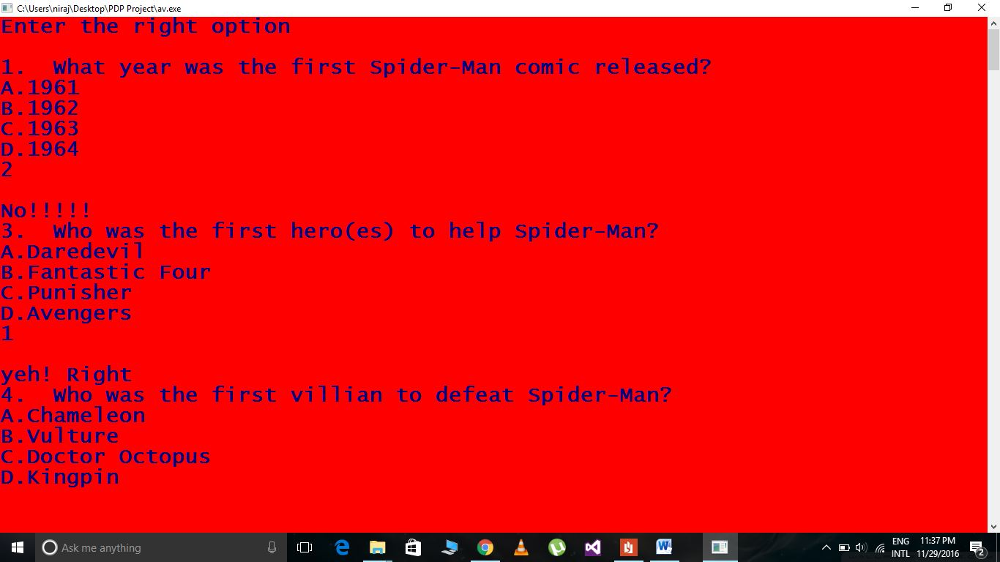 C:\Users\niraj\Desktop\PDP Project\av.exe
Enter the right option
1.  What year was the first Spider-Man comic released?
A.1961
B.1962
C.1963
D.1964
2
No!!!!!
3.  Who was the first hero(es) to help Spider-Man?
A.Daredevil
B.Fantastic Four
C.Punisher
D.Avengers
1
yeh! Right
4.  Who was the first villian to defeat Spider-Man?
A.Chameleon
B.Vulture
C.Doctor Octopus
D.Kingpin
Ask me anything
ENG 11:37 PM
INTL 11/29/2016
2